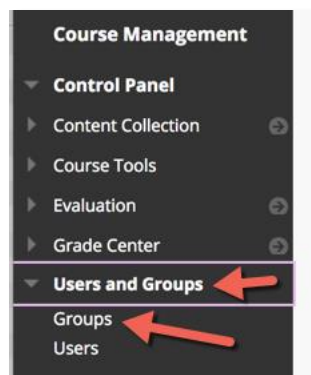 Course Management
Control Panel
Content Collection
Course Tools
Evaluation
Grade Center
Users and Groups
Groups
Users